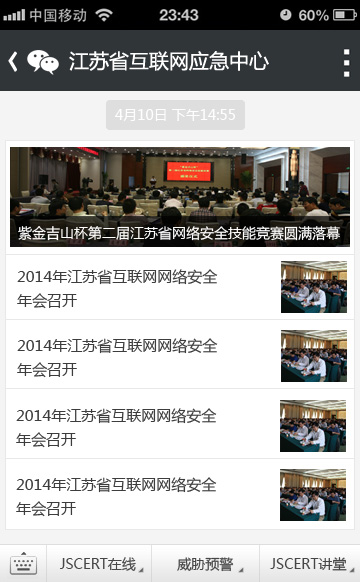 中国移动 23:43 60%
江苏省互联网应急中心
4月10日 下午14:55
紫金吉山杯第二届江苏省网络安全技能竞赛圆满落幕
2014年江苏省互联网网络安全
年会召开
2014年江苏省互联网网络安全
年会召开
2014年江苏省互联网网络安全
年会召开
2014年江苏省互联网网络安全
年会召开
JSCERT在线 威胁预警 JSCERT讲堂